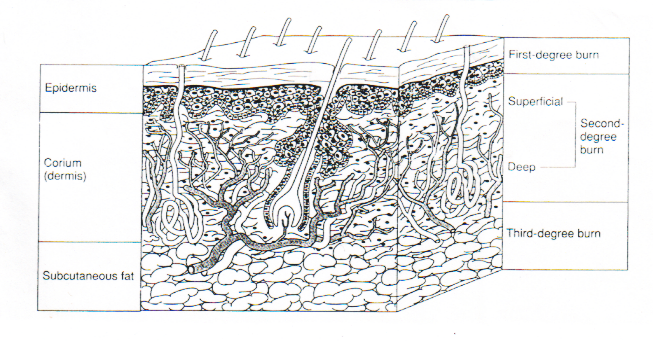 Epidermis
Corium
(dermis)
Subcutaneous fat
First-degree burn
Superficial
Second-
degree
burn
Deep
Third-degree burn